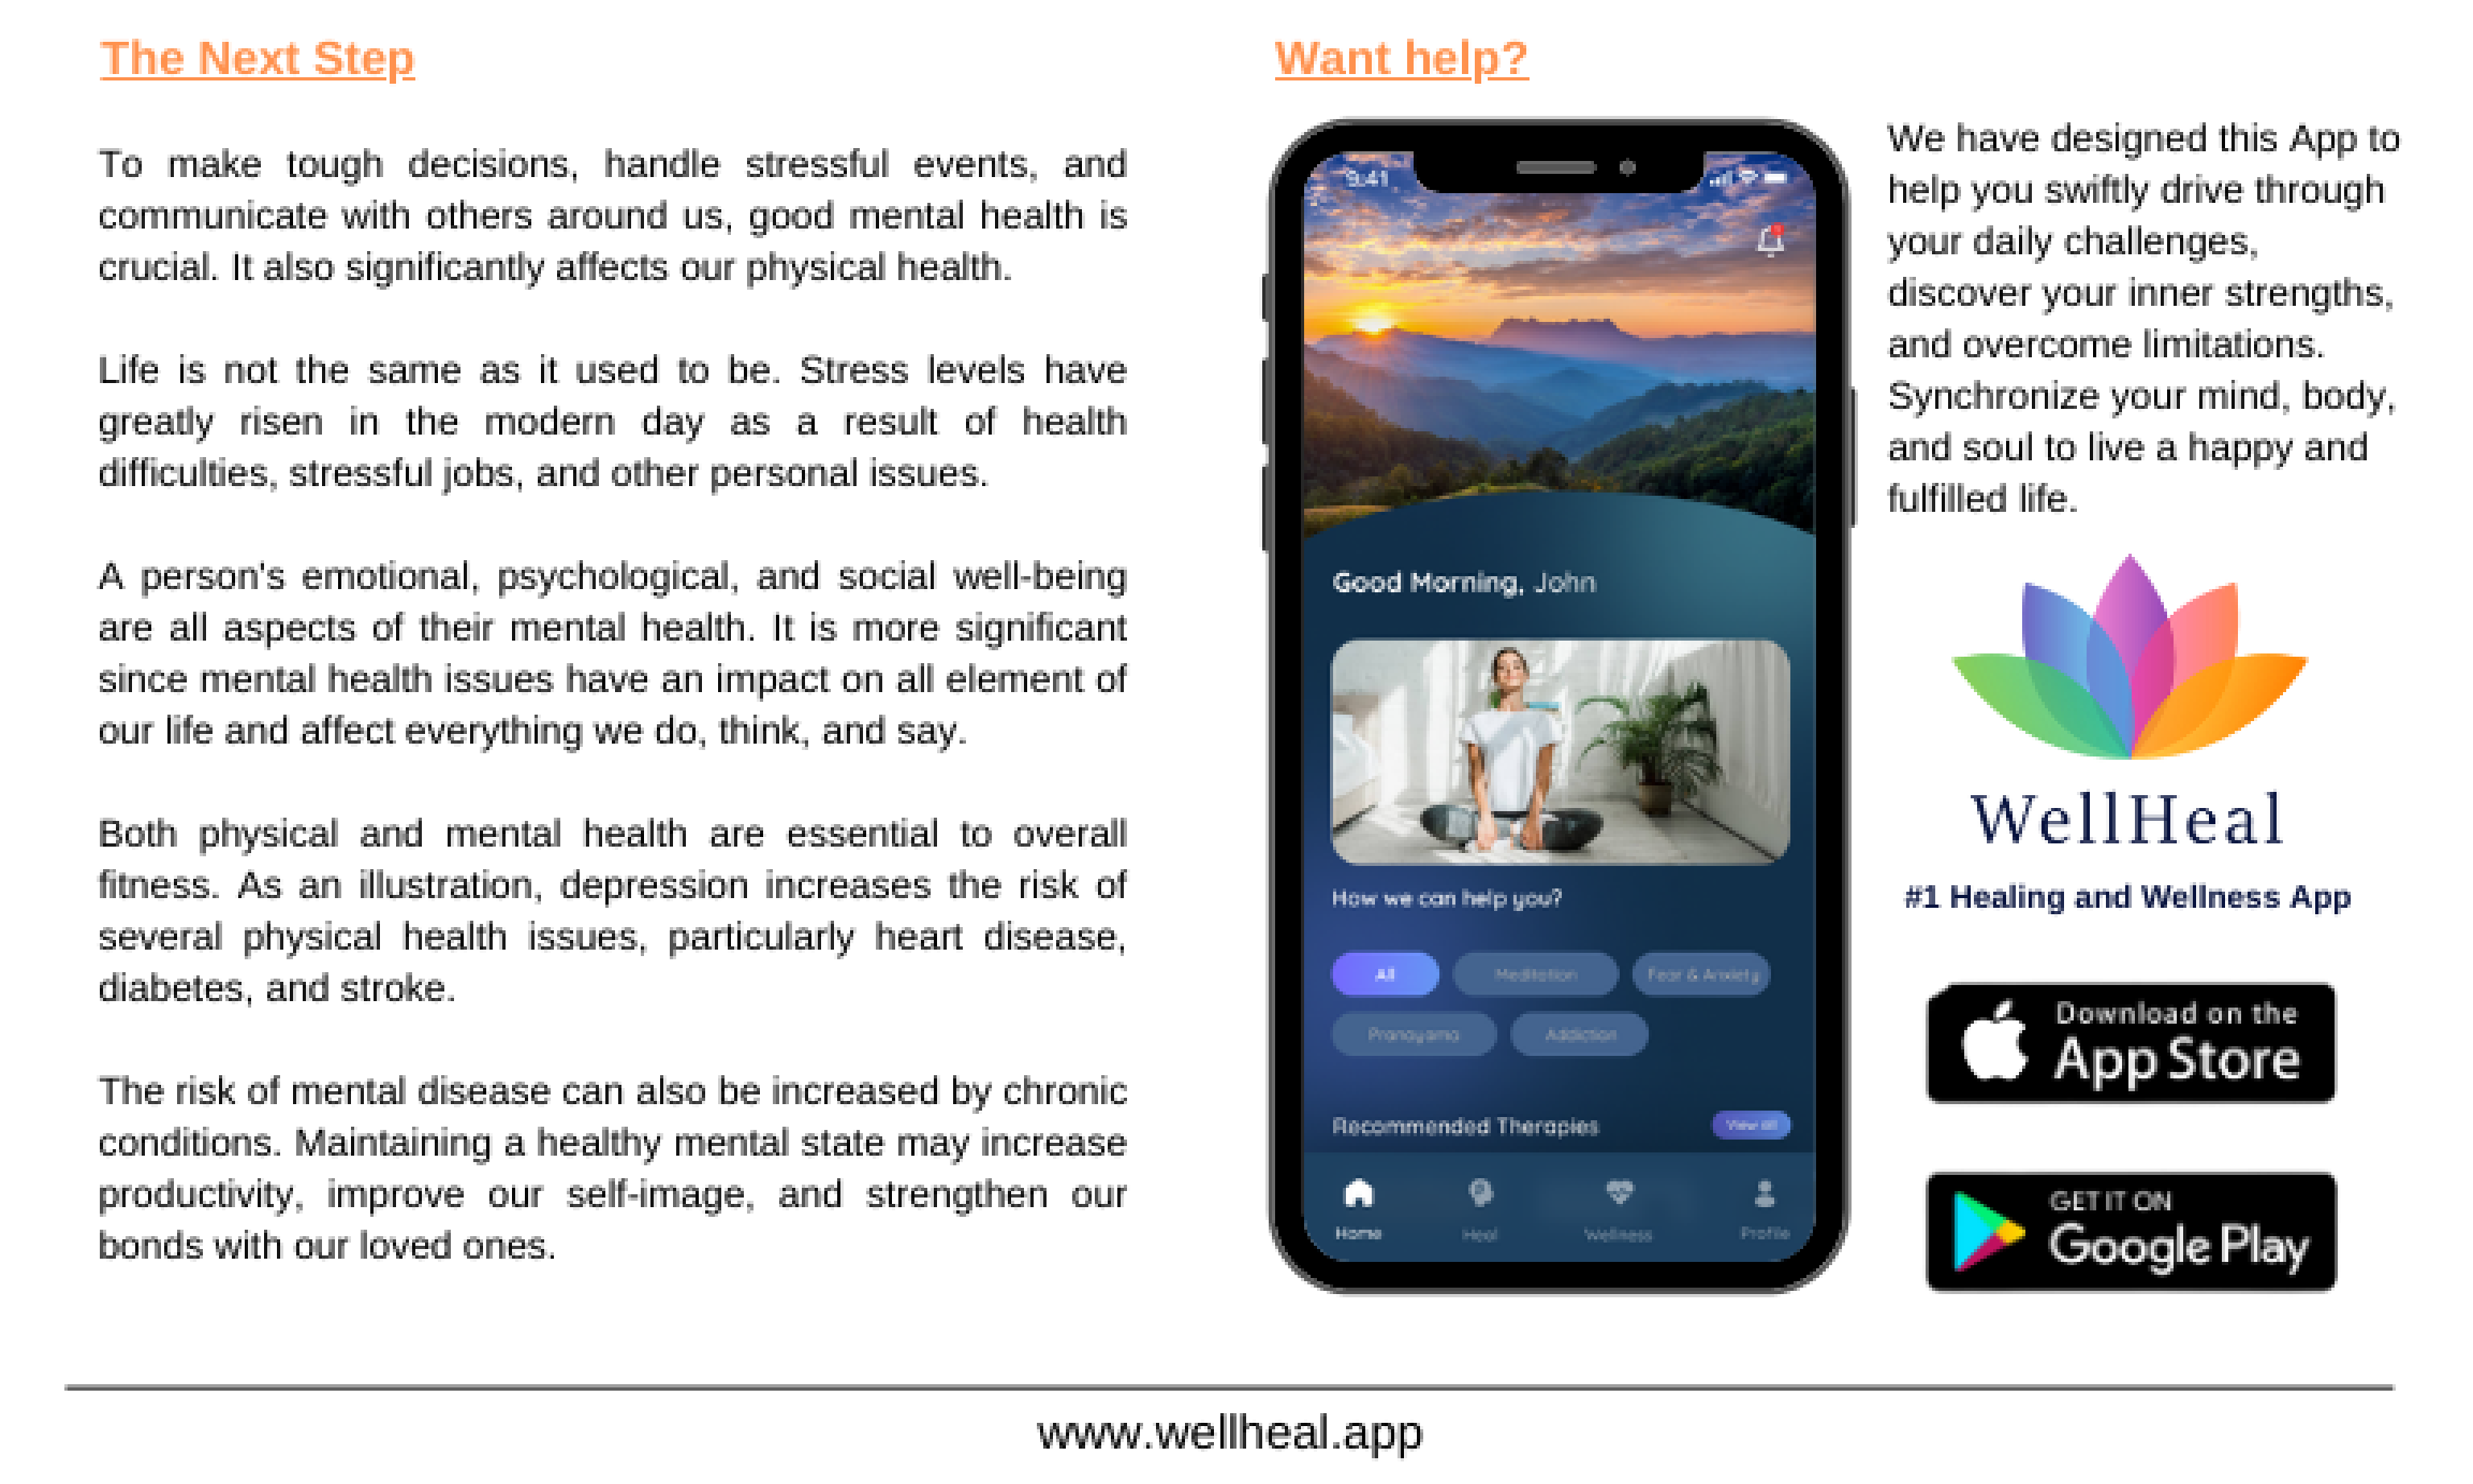 The Next Step
To make tough decisions, handle stressful events, and
communicate with others around us, good mental health is
crucial. It also significantly affects our physical health.
Life is not the same as it used to be. Stress levels have
greatly risen in the modern day as a result of health
difficulties, stressful jobs, and other personal issues.
A person's emotional, psychological, and social well-being
are all aspects of their mental health. It is more significant
since mental health issues have an impact on all element of
our life and affect everything we do, think, and say.
Both physical and mental health are essential to overall
fitness. As an illustration, depression increases the risk of
several physical health issues, particularly heart disease,
diabetes, and stroke.
The risk of mental disease can also be increased by chronic
conditions. Maintaining a healthy mental state may increase
productivity, improve our self-image, and strengthen our
bonds with our loved ones.
Want help?
9:41
Good Morning, John
How we can help you?
All Meditation Fear & Anxiety
Pranayama Addiction
Recommended Therapies View all
Home Heal Wellness Profile
We have designed this App to
help you swiftly drive through
your daily challenges,
discover your inner strengths,
and overcome limitations.
Synchronize your mind, body,
and soul to live a happy and
fulfilled life.
WellHeal
#1 Healing and Wellness App
Download on the
App Store
GET IT ON
Google Play
www.wellheal.app